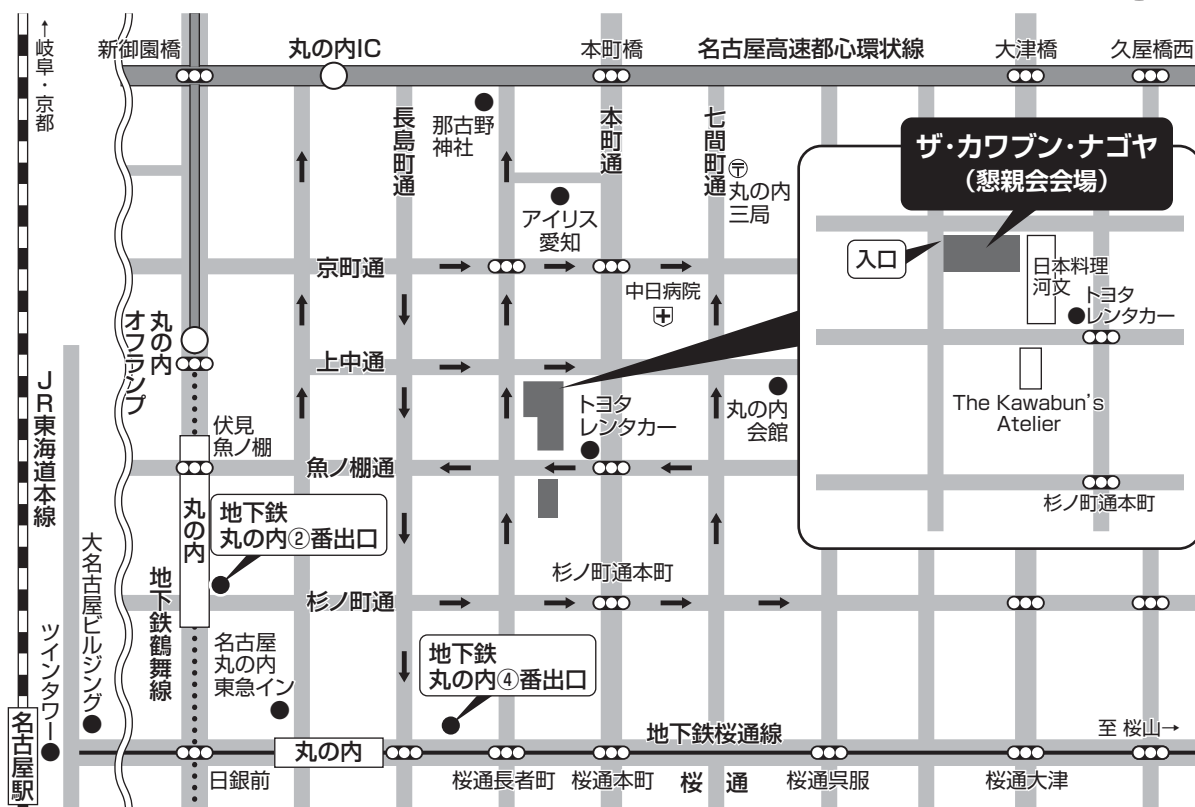 ↑岐阜・京都
新御園橋
丸の内IC
本町橋
名古屋高速都心環状線
大津橋
久屋橋西
長島町通
那古野
神社
本町通
七間町通
〒
丸の内
三局
アイリス
愛知
ザ・カワブン・ナゴヤ
（懇親会会場）
入口
日本料理
河文
トヨタ
レンタカー
The Kawabun's
Atelier
杉ノ町通本町
京町通
中日病院
丸の内
オフランプ
上中通
JR東海道本線
伏見
魚ノ棚
トヨタ
レンタカー
丸の内
会館
魚ノ棚通
丸の内
地下鉄
丸の内②番出口
大名古屋ビルジング
地下鉄鶴舞線
杉ノ町通本町
杉ノ町通
ツインタワー
名古屋
丸の内
東急イン
地下鉄
丸の内④番出口
名古屋駅
丸の内
地下鉄桜通線
至 桜山→
日銀前
桜通長者町
桜通本町
桜通
桜通呉服
桜通大津